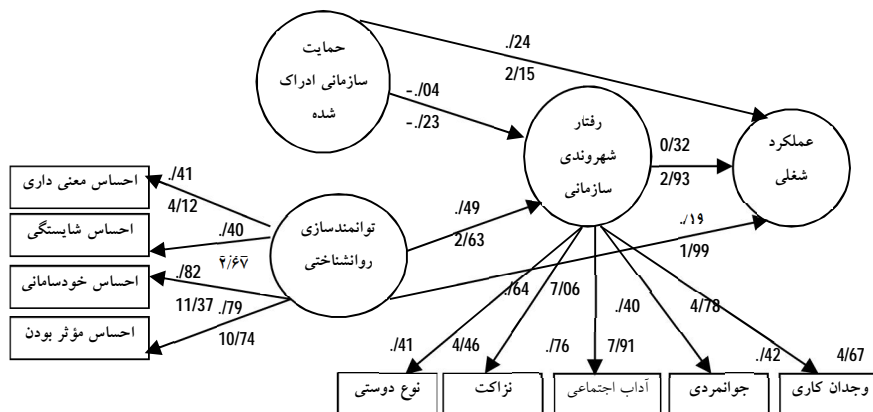 حمایت
سازمانی ادراک
شده
./24
2/15
-./04
-./23
رفتار
شهروندی
سازمانی
0/32
2/93
عملکرد
شغلی
احساس معنی داری
./41
4/12
احساس شایستگی
./40
2/67
احساس خودسامانی
./82
11/37
احساس مؤثر بودن
./79
10/74
توانمندسازی
روانشناختی
./49
2/63
./19
1/99
./64
7/06
./40
4/78
./41
4/46
./76
7/91
./42
4/67
نوع دوستی
نزاکت
آداب اجتماعی
جوانمردی
وجدان کاری